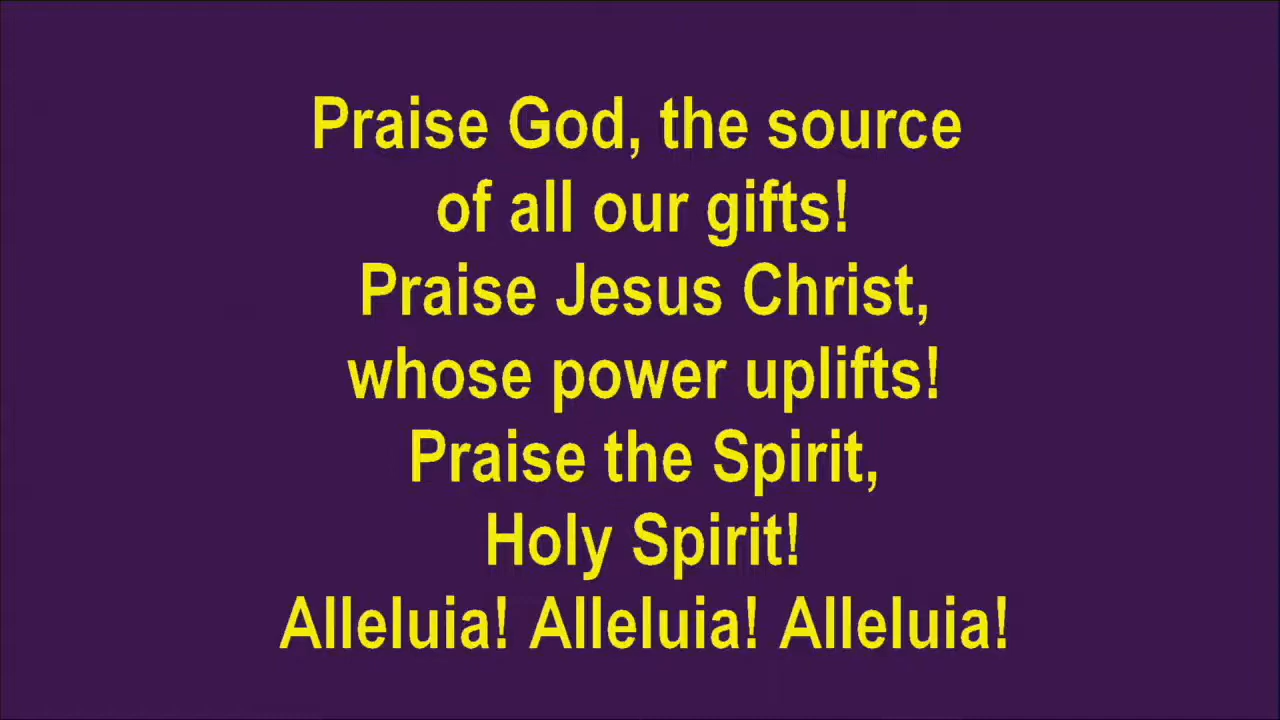 Praise God, the source
of all our gifts!
Praise Jesus Christ,
whose power uplifts!
Praise the Spirit,
Holy Spirit!
Alleluia! Alleluia! Alleluia!